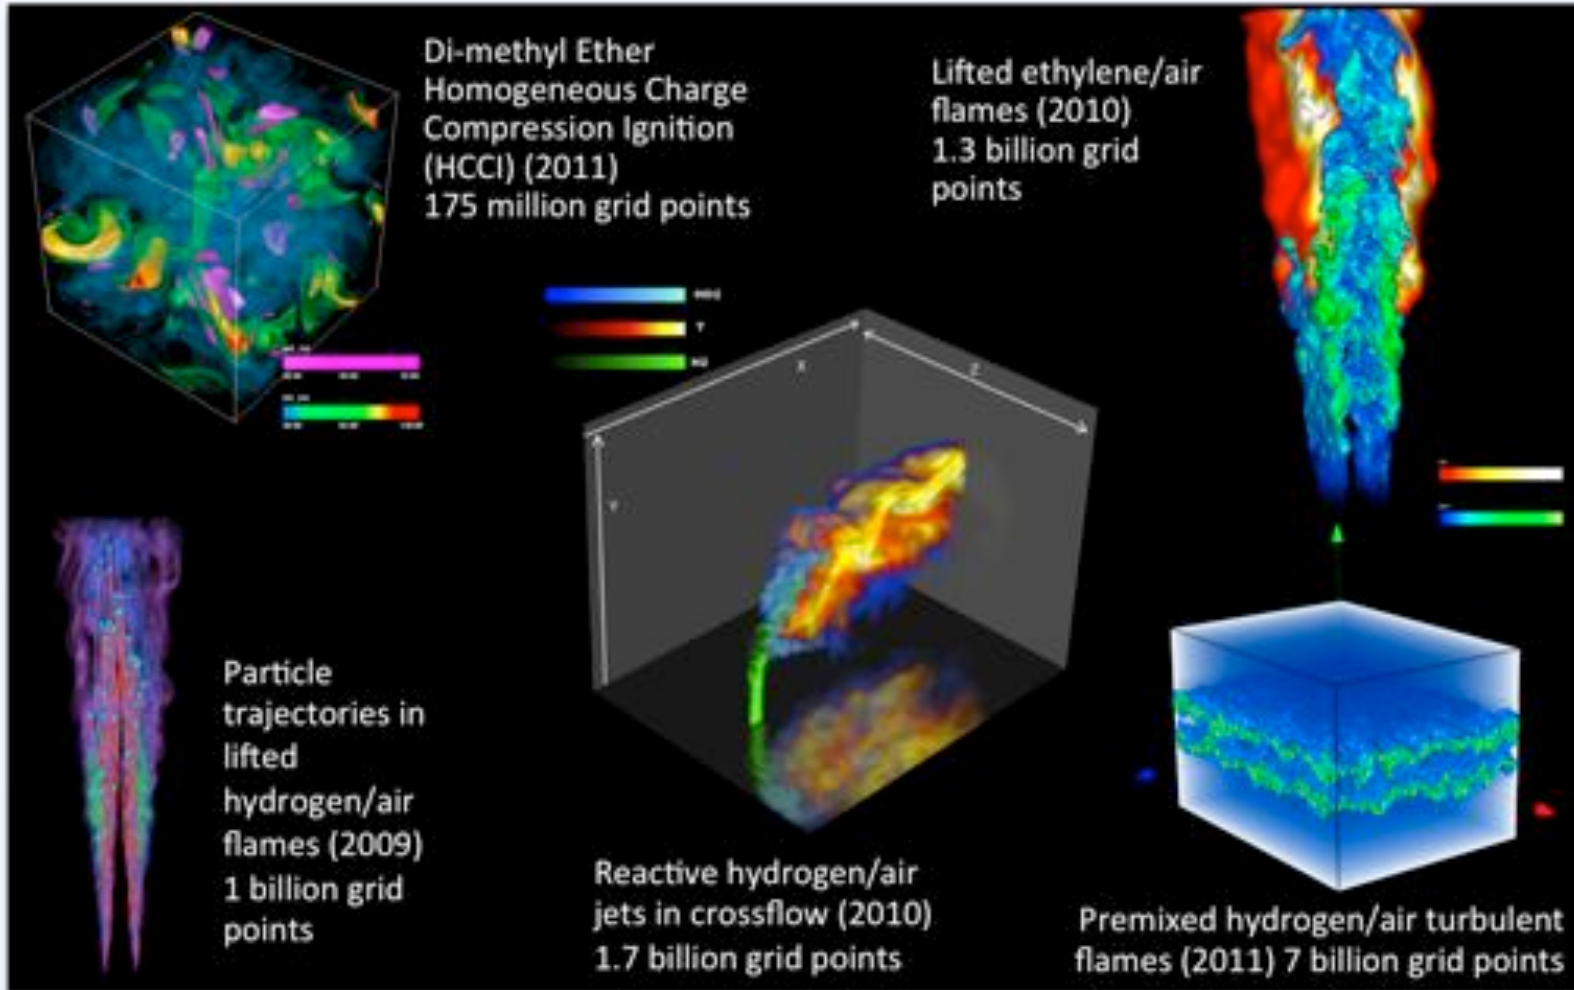 Di-methyl Ether
Homogeneous Charge
Compression Ignition
(HCCI) (2011)
175 million grid points
Lifted ethylene/air
flames (2010)
1.3 billion grid
points
X
Z
Y
Particle
trajectories in
lifted
hydrogen/air
flames (2009)
1 billion grid
points
Reactive hydrogen/air
jets in crossflow (2010)
1.7 billion grid points
Premixed hydrogen/air turbulent
flames (2011) 7 billion grid points